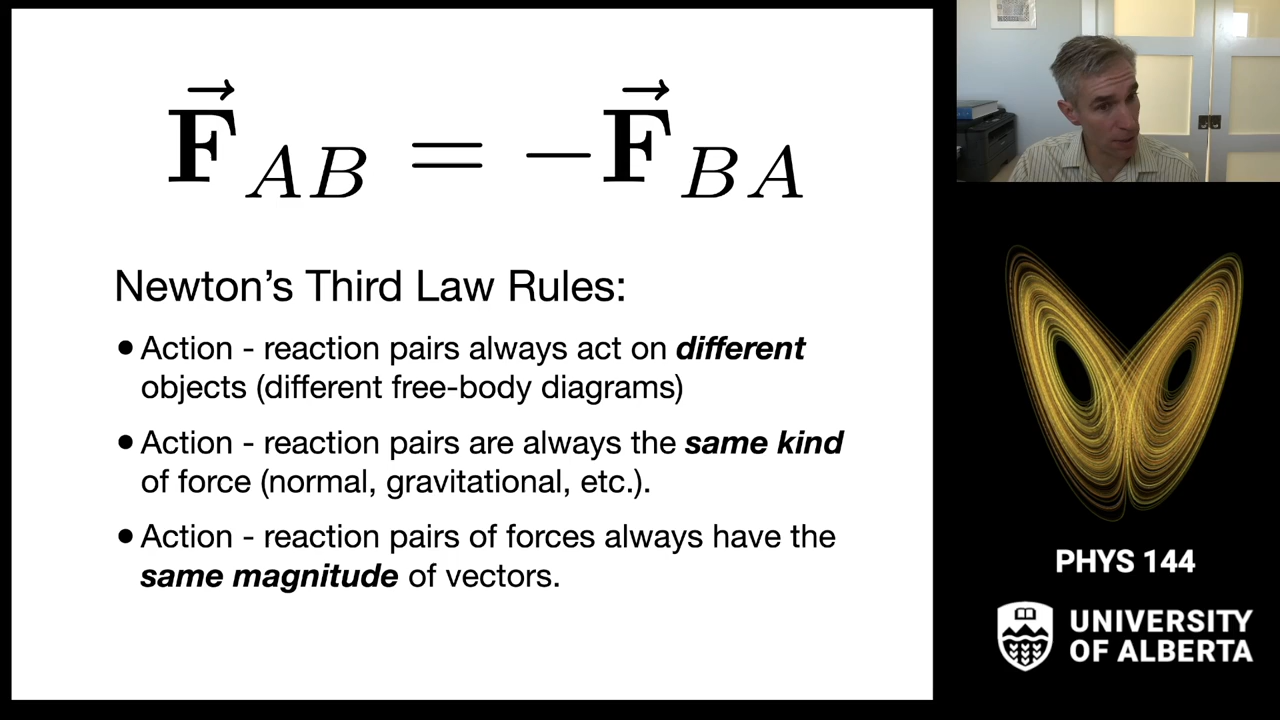 F⃗_AB = −F⃗_BA
Newton’s Third Law Rules:
• Action - reaction pairs always act on different
objects (different free-body diagrams)
• Action - reaction pairs are always the same kind
of force (normal, gravitational, etc.).
• Action - reaction pairs of forces always have the
same magnitude of vectors.
PHYS 144
UNIVERSITY
OF ALBERTA